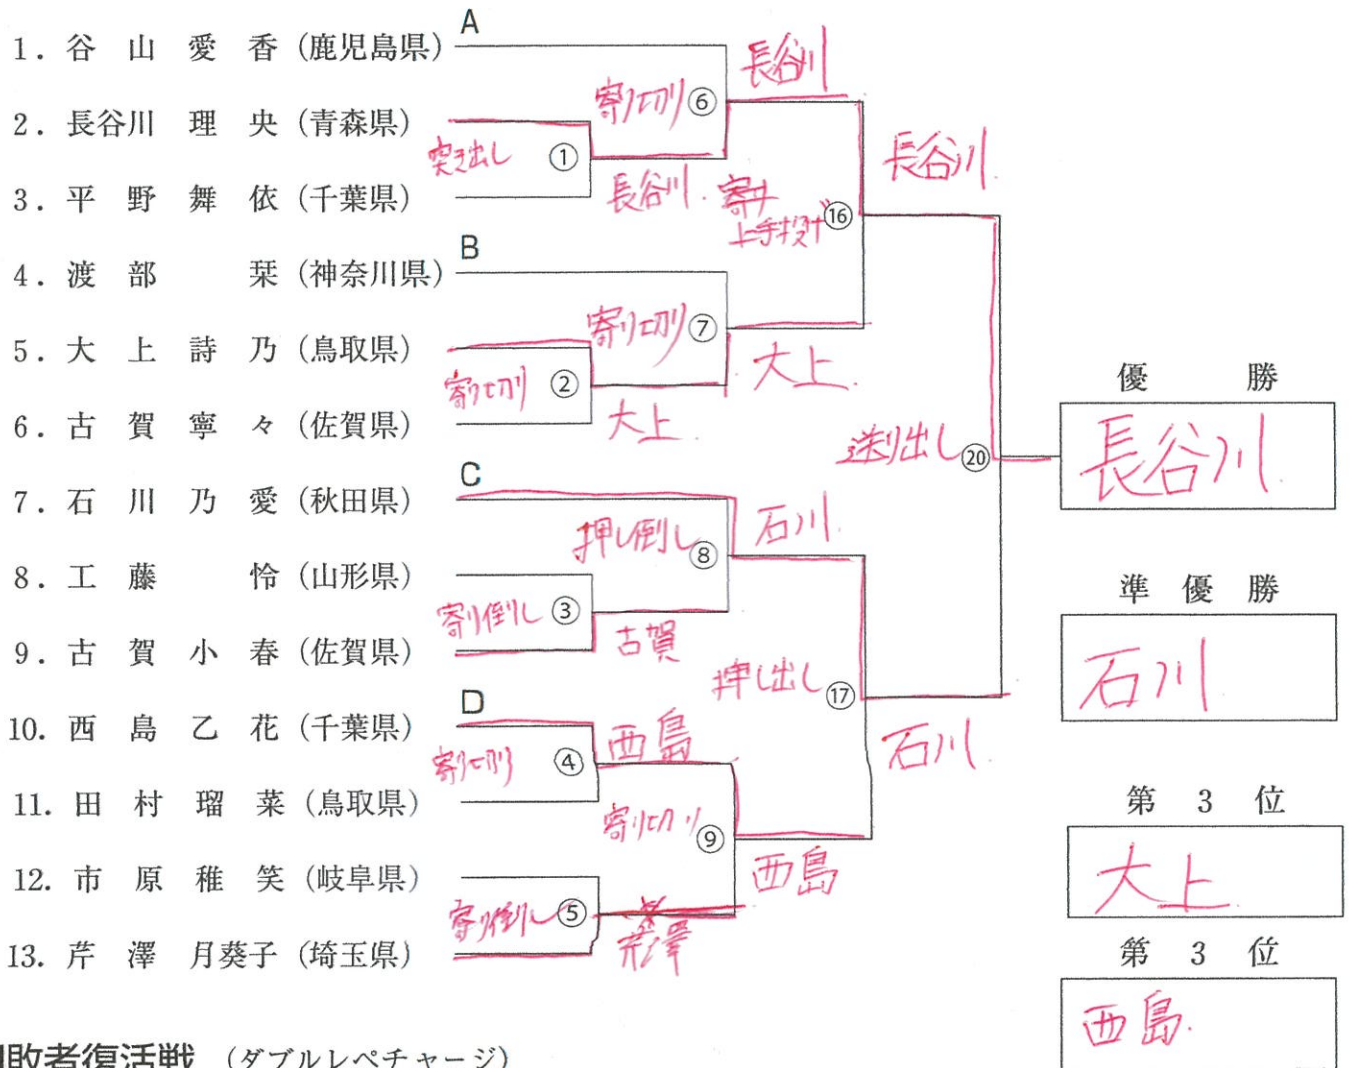 A
1. 谷山愛香（鹿児島県）
長谷川
寄り切り ⑥
2. 長谷川理央（青森県）
突き出し ①
長谷川
3. 平野舞依（千葉県）
長谷川.
上手投げ ⑯
B
4. 渡部栞（神奈川県）
寄り切り ⑦
5. 大上詩乃（鳥取県）
大上.
寄り切り ②
6. 古賀寧々（佐賀県）
大上.
優勝
長谷川
送り出し ⑳
C
7. 石川乃愛（秋田県）
石川
押し倒し ⑧
8. 工藤怜（山形県）
寄り倒し ③
準優勝
石川
9. 古賀小春（佐賀県）
古賀
押し出し ⑰
D
10. 西島乙花（千葉県）
西島
石川
寄り切り ④
11. 田村瑠菜（鳥取県）
第3位
大上
寄り切り ⑨
西島
12. 市原稚笑（岐阜県）
寄り倒し ⑤
芹澤
13. 芹澤月葵子（埼玉県）
第3位
西島.
敗者復活戦（ダブルレペチャージ）